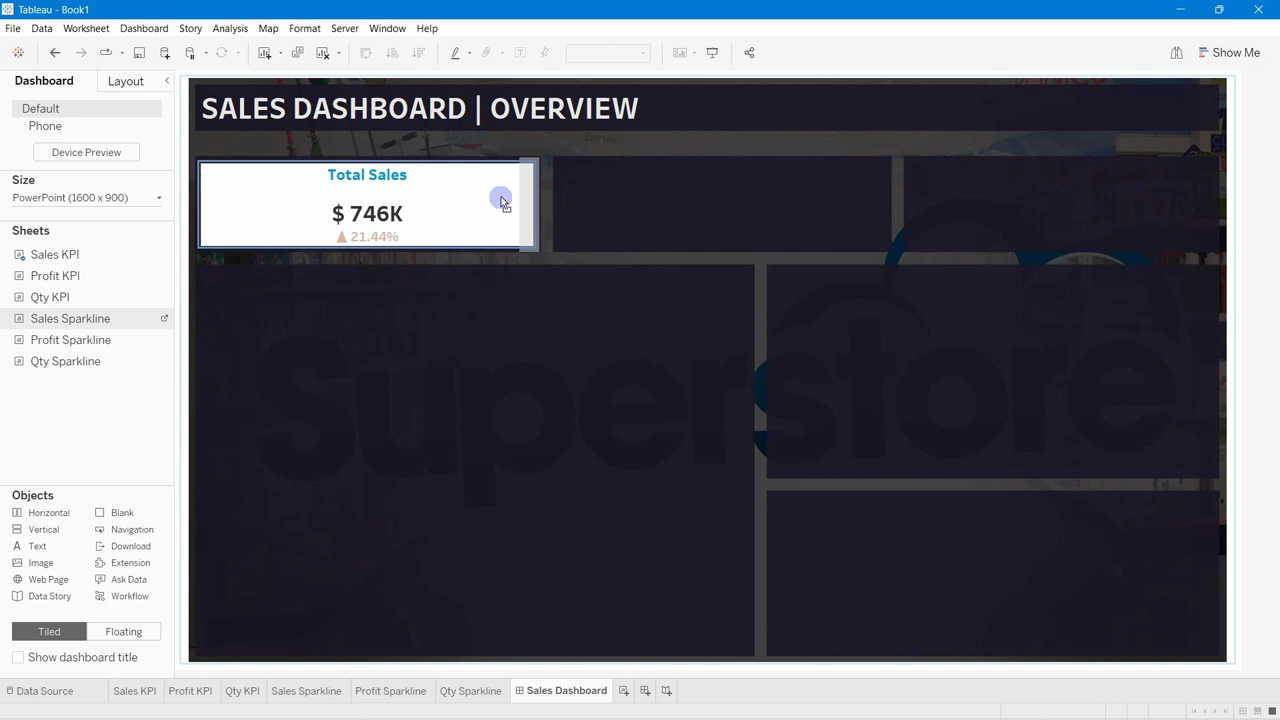 Tableau - Book1
File Data Worksheet Dashboard Story Analysis Map Format Server Window Help
Show Me
Dashboard Layout
Default
Phone
Device Preview
Size
PowerPoint (1600 x 900)
Sheets
Sales KPI
Profit KPI
Qty KPI
Sales Sparkline
Profit Sparkline
Qty Sparkline
Objects
Horizontal Blank
Vertical Navigation
Text Download
Image Extension
Web Page Ask Data
Data Story Workflow
Tiled Floating
Show dashboard title
SALES DASHBOARD | OVERVIEW
Total Sales
$ 746K
▲ 21.44%
Superstore
Data Source Sales KPI Profit KPI Qty KPI Sales Sparkline Profit Sparkline Qty Sparkline Sales Dashboard